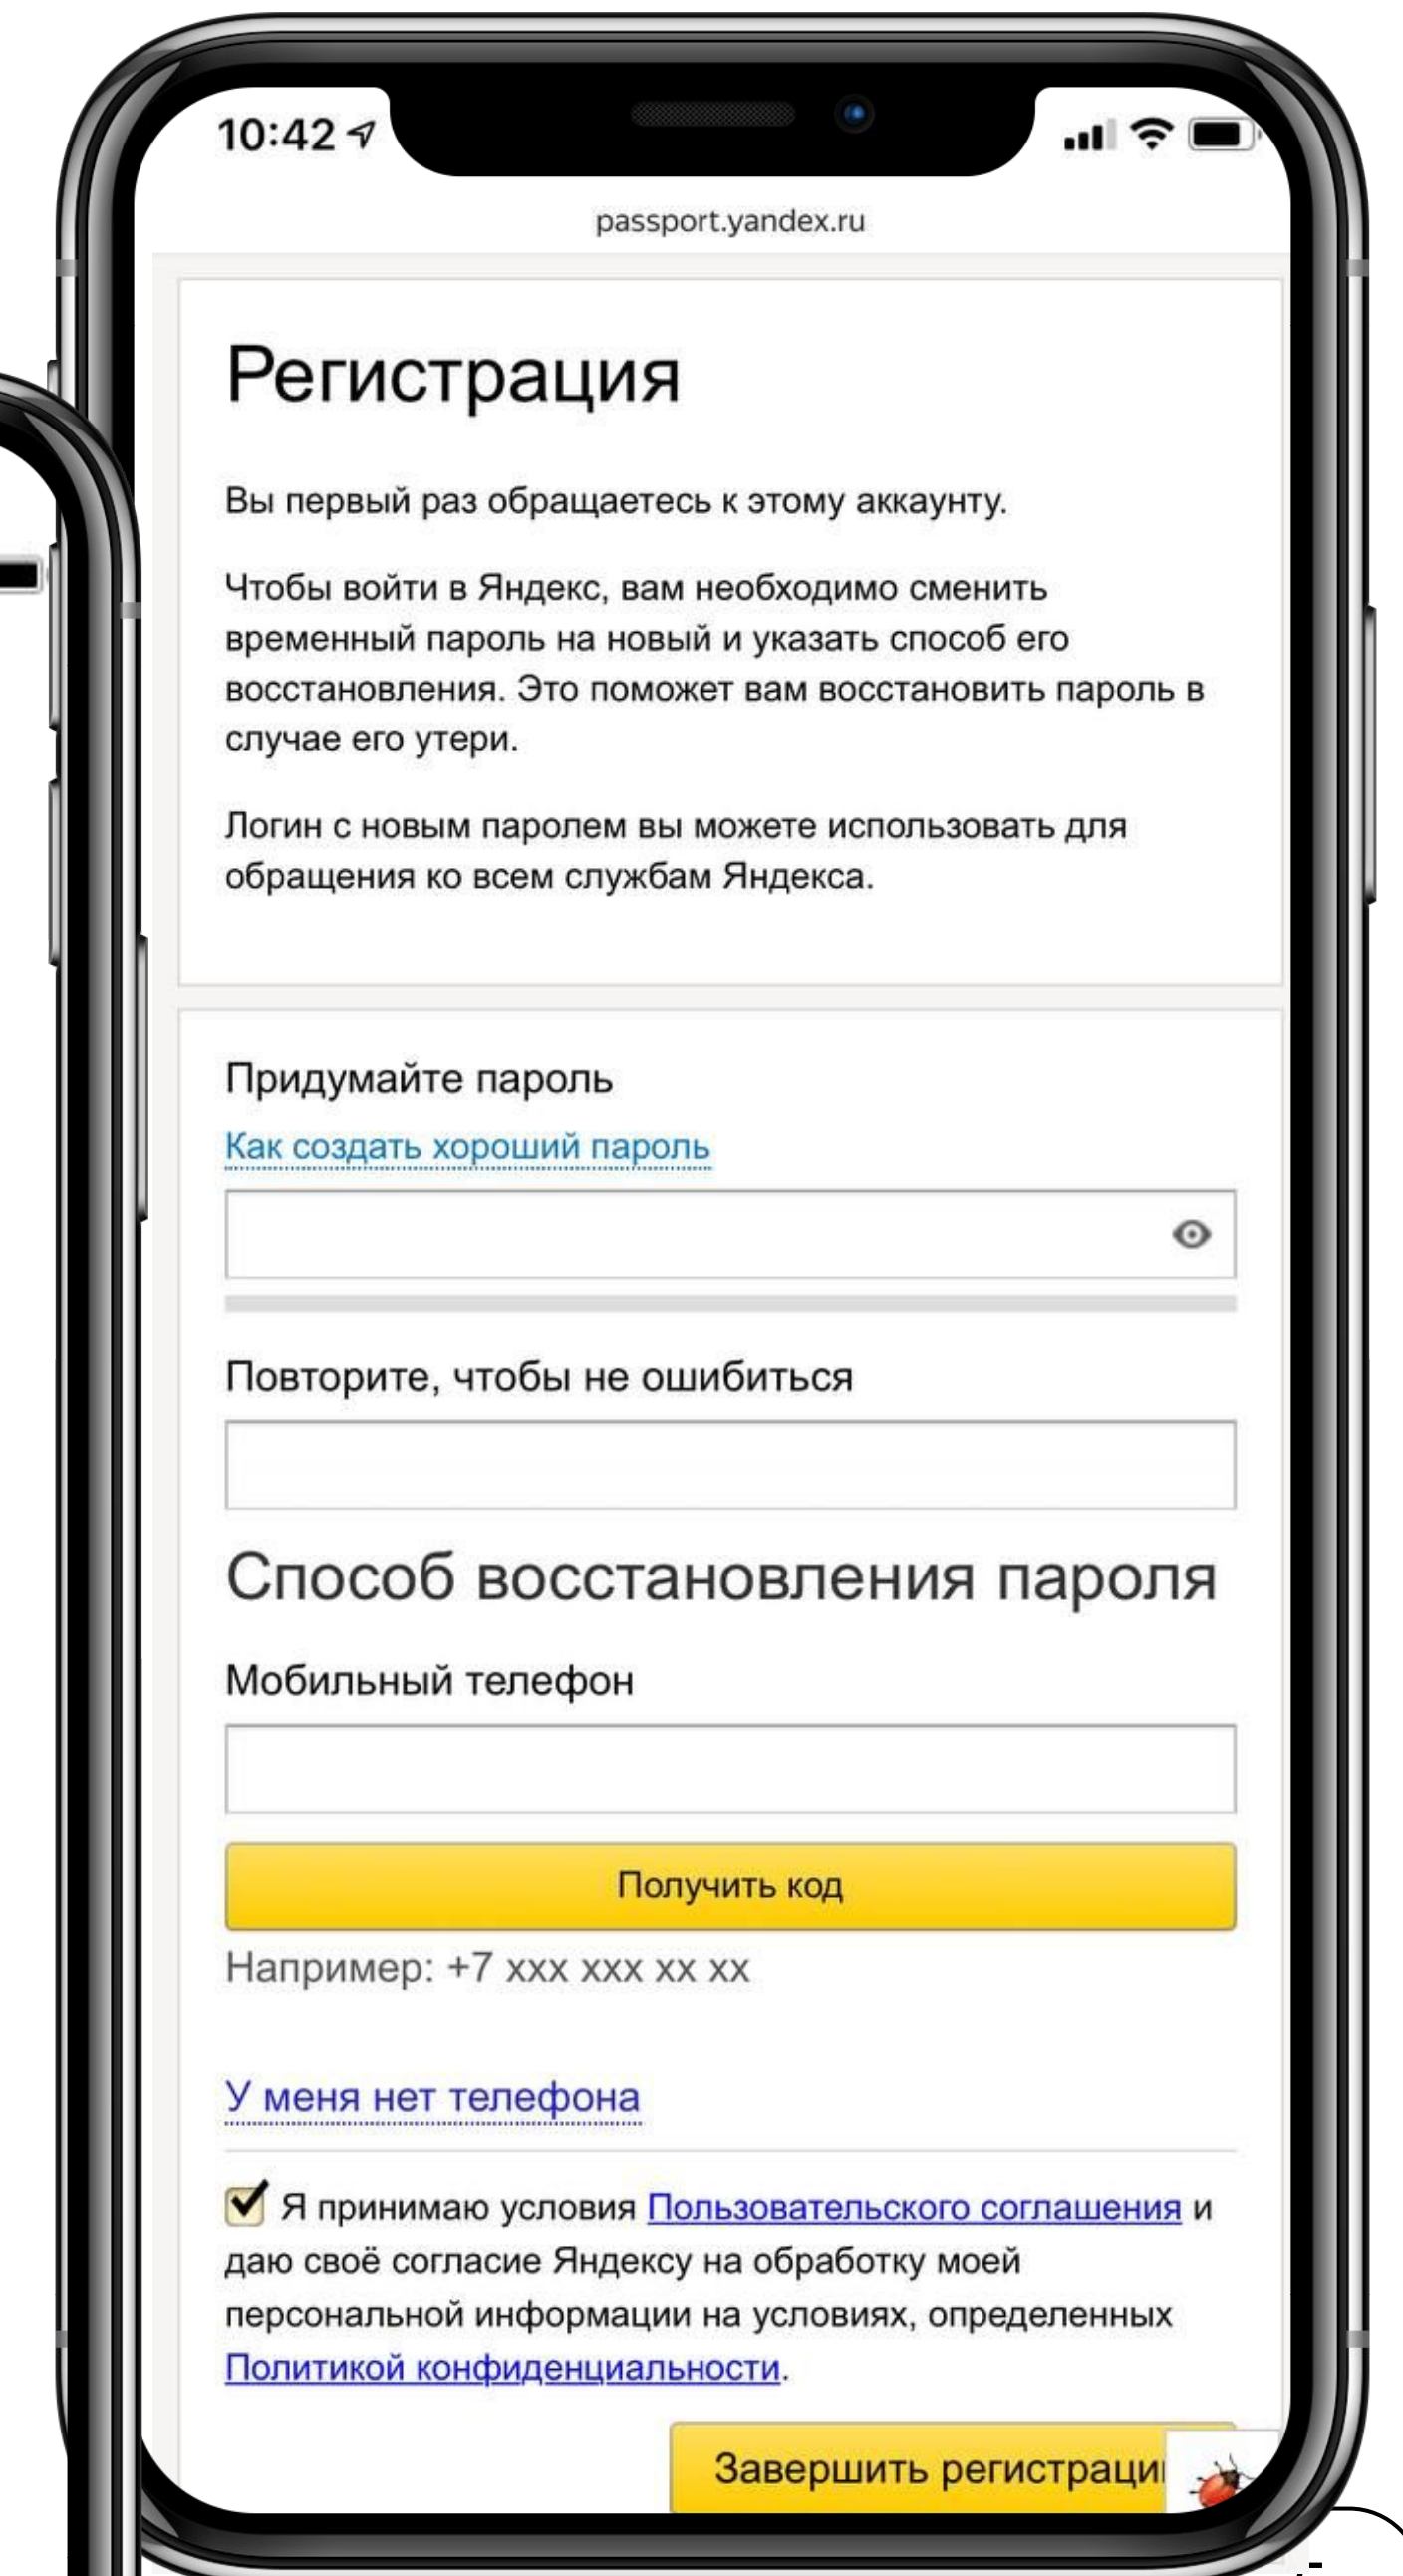 10:42
passport.yandex.ru
Регистрация
Вы первый раз обращаетесь к этому аккаунту.
Чтобы войти в Яндекс, вам необходимо сменить
временный пароль на новый и указать способ его
восстановления. Это поможет вам восстановить пароль в
случае его утери.
Логин с новым паролем вы можете использовать для
обращения ко всем службам Яндекса.
Придумайте пароль
Как создать хороший пароль
Повторите, чтобы не ошибиться
Способ восстановления пароля
Мобильный телефон
Получить код
Например: +7 xxx xxx xx xx
У меня нет телефона
Я принимаю условия Пользовательского соглашения и
даю своё согласие Яндексу на обработку моей
персональной информации на условиях, определенных
Политикой конфиденциальности.
Завершить регистраци